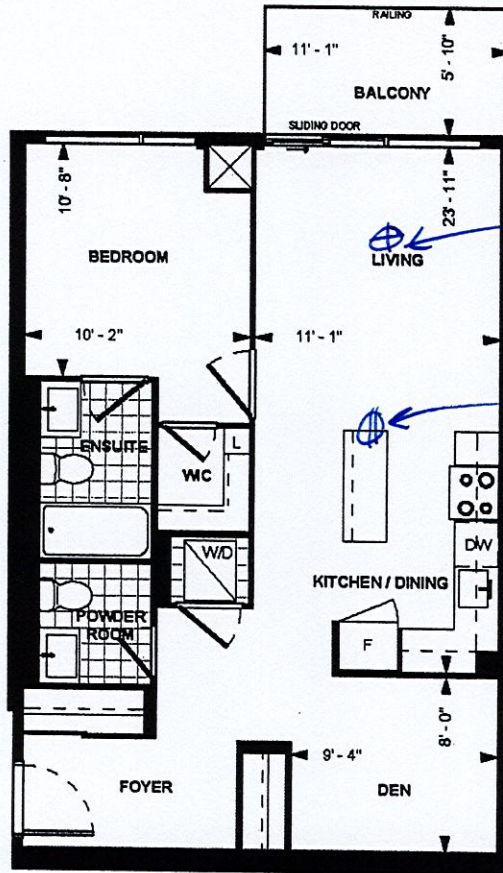 RAILING
11' - 1"
5' - 10"
BALCONY
SLIDING DOOR
10' - 8"
23' - 11"
BEDROOM
LIVING
10' - 2"
11' - 1"
ENSUITE
WIC
L
W/D
DW
KITCHEN / DINING
POWDER
ROOM
F
8' - 0"
9' - 4"
FOYER
DEN